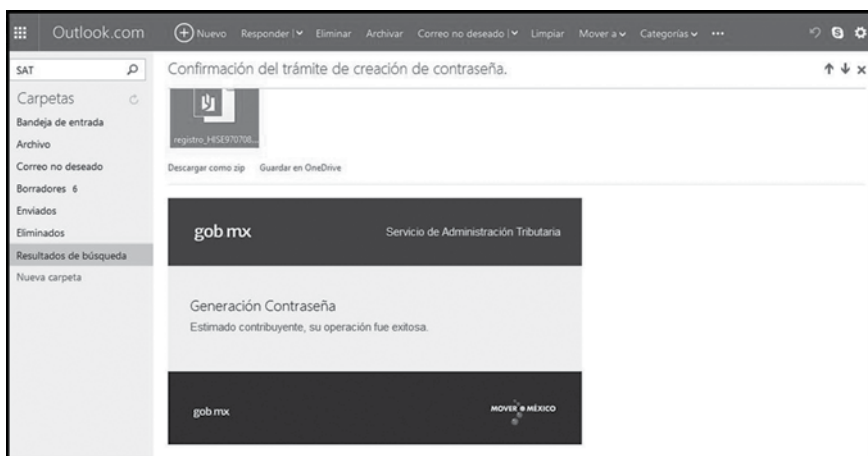 Outlook.com
Nuevo Responder Eliminar Archivar Correo no deseado Limpiar Mover a Categorías ...
SAT
Confirmación del trámite de creación de contraseña.
Carpetas
Bandeja de entrada
Archivo
Correo no deseado
Borradores 6
Enviados
Eliminados
Resultados de búsqueda
Nueva carpeta
registro_HISE970708...
Descargar como zip Guardar en OneDrive
gob mx
Servicio de Administración Tributaria
Generación Contraseña
Estimado contribuyente, su operación fue exitosa.
gob mx
MOVER A MÉXICO